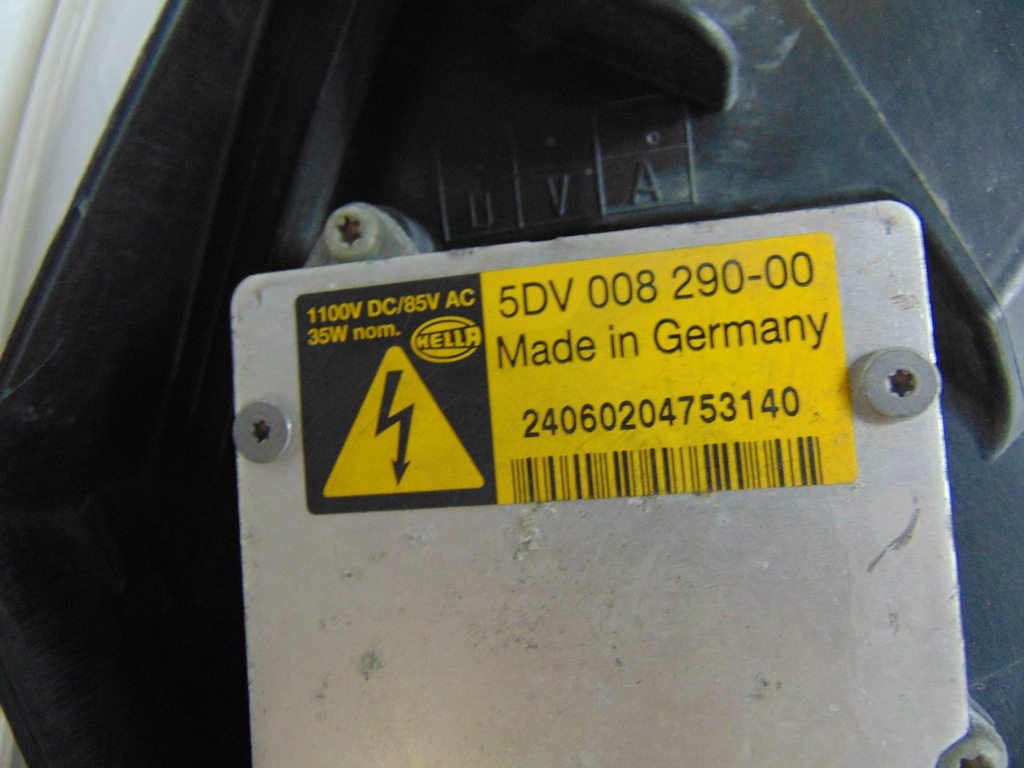 U V A
1100V DC/85V AC
35W nom.
HELLA
5DV 008 290-00
Made in Germany
24060204753140